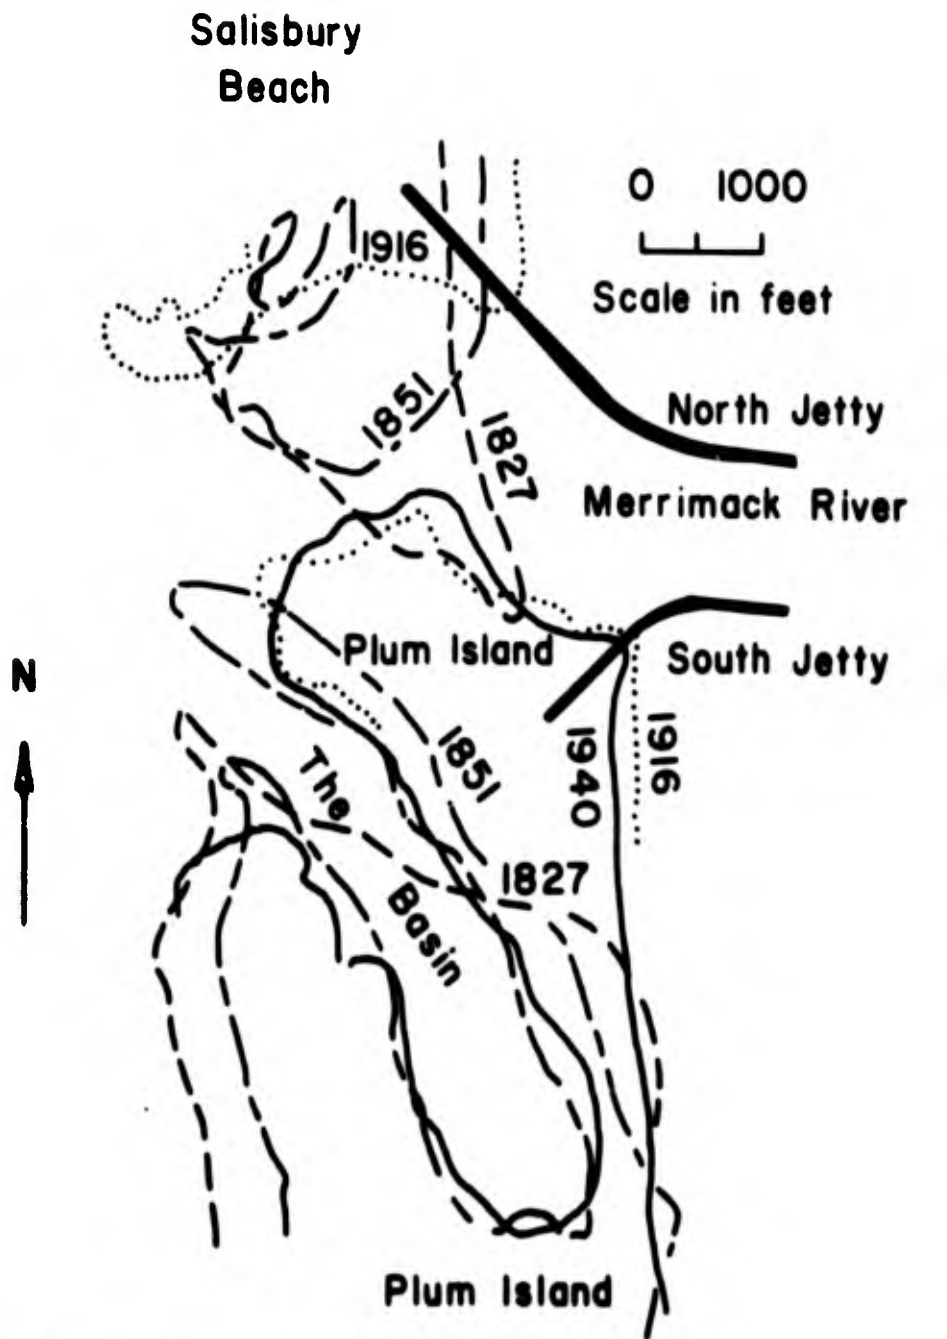 Salisbury
Beach
0 1000
Scale in feet
1916
1851
1827
North Jetty
Merrimack River
Plum Island
South Jetty
N
1851
1940
1916
The
Basin
1827
Plum Island